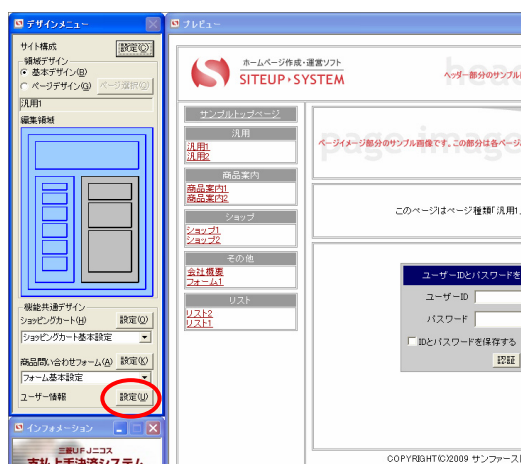 デザインメニュー
サイト構成
設定(C)
領域デザイン
基本デザイン(B)
ページデザイン(G)
ページ選択(D)
汎用1
編集領域
機能共通デザイン
ショッピングカート(H)
設定(Q)
ショッピングカート基本設定
商品問い合わせフォーム(A)
設定(K)
フォーム基本設定
ユーザー情報
設定(U)
インフォメーション
三菱UFJニコス
支払上手決済システム
プレビュー
ホームページ作成・運営ソフト
SITEUP・SYSTEM
head
ヘッダー部分のサンプル
サンプルトップページ
汎用
汎用1
汎用2
商品案内
商品案内1
商品案内2
ショップ
ショップ1
ショップ2
その他
会社概要
フォーム1
リスト
リスト2
リスト1
page-image
ページイメージ部分のサンプル画像です。この部分は各ペー
このページはページ種類「汎用1
ユーザーIDとパスワードを
ユーザーID
パスワード
IDとパスワードを保存する
認証
COPYRIGHT(C)2009 サンファース